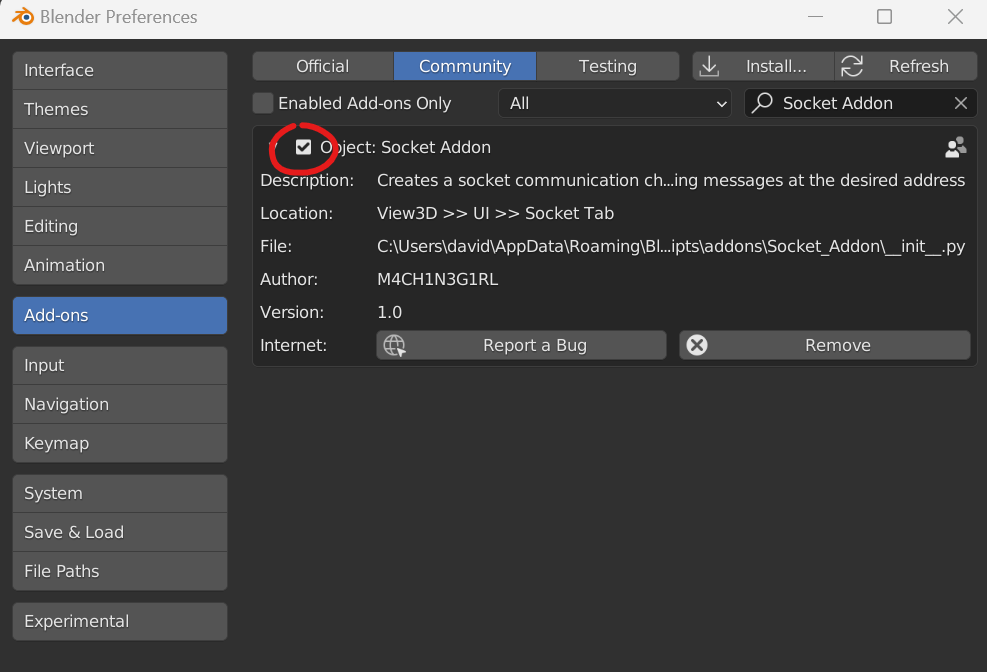 Blender Preferences
Interface
Themes
Viewport
Lights
Editing
Animation
Add-ons
Input
Navigation
Keymap
System
Save & Load
File Paths
Experimental
Official Community Testing Install... Refresh
Enabled Add-ons Only All Socket Addon
Object: Socket Addon
Description: Creates a socket communication ch...ing messages at the desired address
Location: View3D >> UI >> Socket Tab
File: C:\Users\david\AppData\Roaming\Bl...ipts\addons\Socket_Addon\__init__.py
Author: M4CH1N3G1RL
Version: 1.0
Internet: Report a Bug Remove